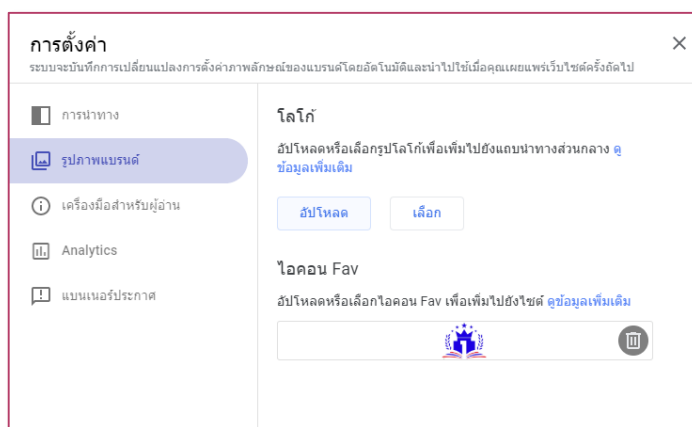 การตั้งค่า
ระบบจะบันทึกการเปลี่ยนแปลงการตั้งค่าภาพลักษณ์ของแบรนด์โดยอัตโนมัติและนำไปใช้เมื่อคุณเผยแพร่เว็บไซต์ครั้งถัดไป
การนำทาง
รูปภาพแบรนด์
เครื่องมือสำหรับผู้อ่าน
Analytics
แบนเนอร์ประกาศ
โลโก้
อัปโหลดหรือเลือกรูปโลโก้เพื่อเพิ่มไปยังแถบนำทางส่วนกลาง ดู
ข้อมูลเพิ่มเติม
อัปโหลด
เลือก
ไอคอน Fav
อัปโหลดหรือเลือกไอคอน Fav เพื่อเพิ่มไปยังไซต์ ดูข้อมูลเพิ่มเติม